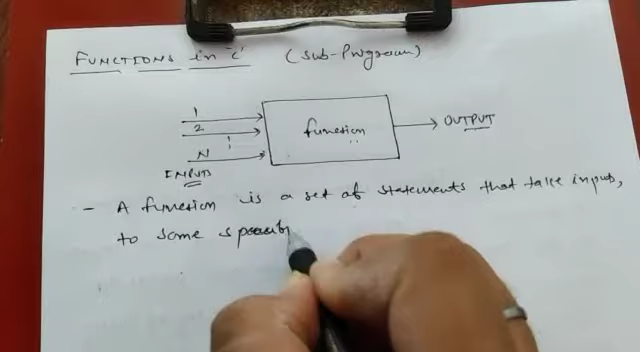 FUNCTIONS in 'C' (Sub-Program)
1
2
N
INPUTS
function
OUTPUT
- A function is a set of statements that take inputs,
to some